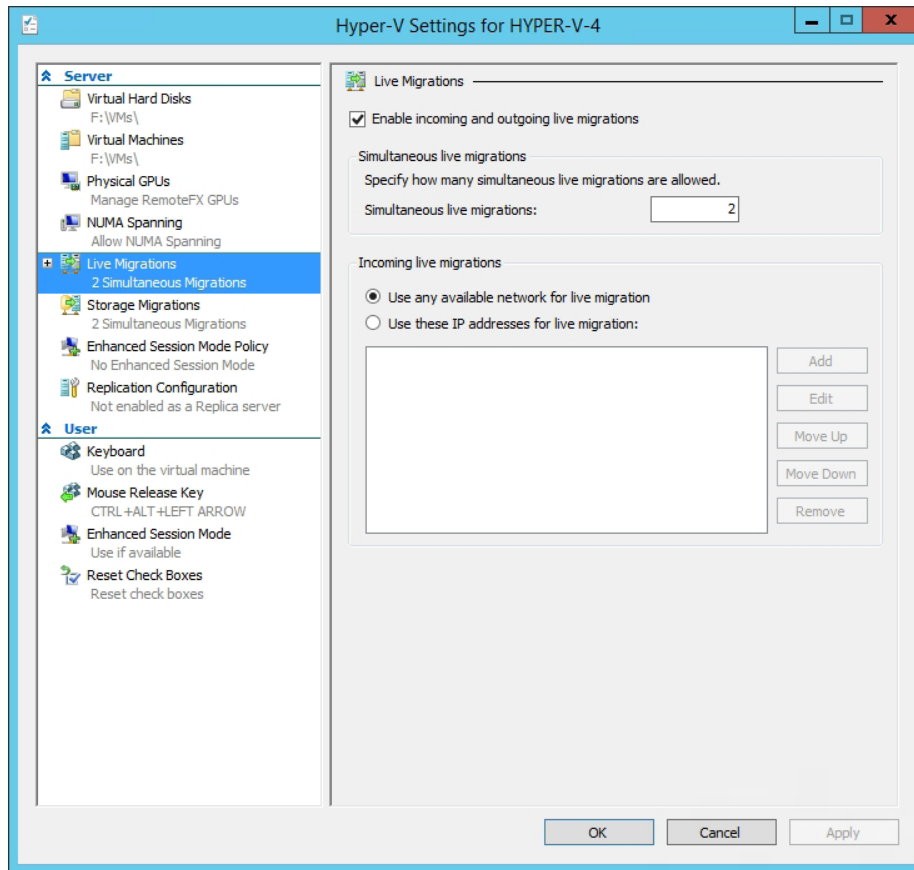 Hyper-V Settings for HYPER-V-4
Server
Virtual Hard Disks
F:\VMs\
Virtual Machines
F:\VMs\
Physical GPUs
Manage RemoteFX GPUs
NUMA Spanning
Allow NUMA Spanning
Live Migrations
2 Simultaneous Migrations
Storage Migrations
2 Simultaneous Migrations
Enhanced Session Mode Policy
No Enhanced Session Mode
Replication Configuration
Not enabled as a Replica server
User
Keyboard
Use on the virtual machine
Mouse Release Key
CTRL+ALT+LEFT ARROW
Enhanced Session Mode
Use if available
Reset Check Boxes
Reset check boxes
Live Migrations
Enable incoming and outgoing live migrations
Simultaneous live migrations
Specify how many simultaneous live migrations are allowed.
Simultaneous live migrations: 2
Incoming live migrations
Use any available network for live migration
Use these IP addresses for live migration:
Add
Edit
Move Up
Move Down
Remove
OK Cancel Apply